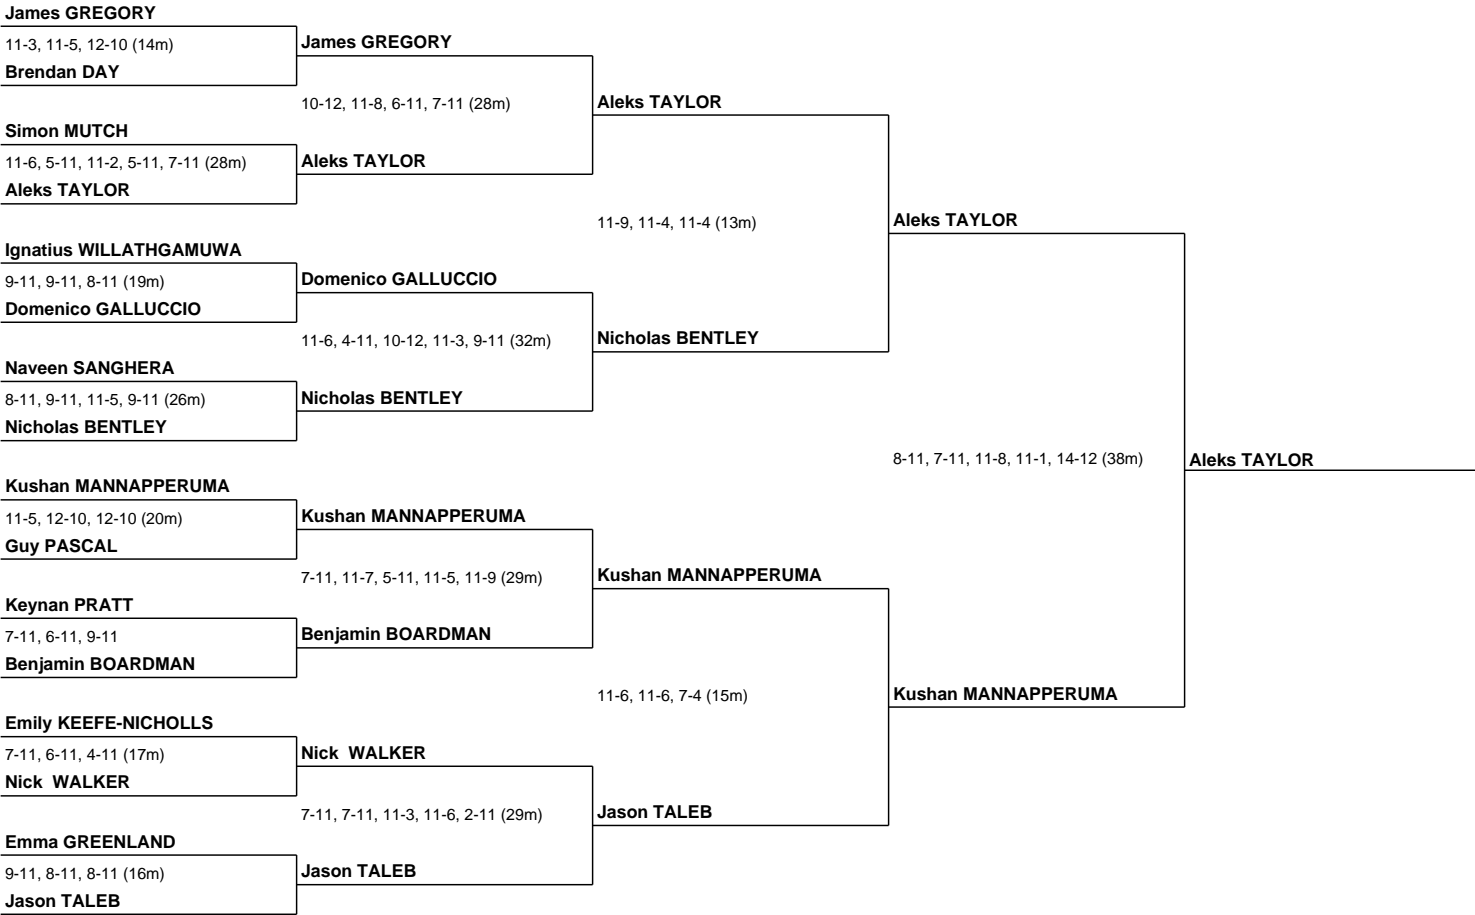 James GREGORY
11-3, 11-5, 12-10 (14m)
Brendan DAY
Simon MUTCH
11-6, 5-11, 11-2, 5-11, 7-11 (28m)
Aleks TAYLOR
Ignatius WILLATHGAMUWA
9-11, 9-11, 8-11 (19m)
Domenico GALLUCCIO
Naveen SANGHERA
8-11, 9-11, 11-5, 9-11 (26m)
Nicholas BENTLEY
Kushan MANNAPPERUMA
11-5, 12-10, 12-10 (20m)
Guy PASCAL
Keynan PRATT
7-11, 6-11, 9-11
Benjamin BOARDMAN
Emily KEEFE-NICHOLLS
7-11, 6-11, 4-11 (17m)
Nick WALKER
Emma GREENLAND
9-11, 8-11, 8-11 (16m)
Jason TALEB
James GREGORY
10-12, 11-8, 6-11, 7-11 (28m)
Aleks TAYLOR
Domenico GALLUCCIO
11-6, 4-11, 10-12, 11-3, 9-11 (32m)
Nicholas BENTLEY
Kushan MANNAPPERUMA
7-11, 11-7, 5-11, 11-5, 11-9 (29m)
Benjamin BOARDMAN
Nick WALKER
7-11, 7-11, 11-3, 11-6, 2-11 (29m)
Jason TALEB
Aleks TAYLOR
11-9, 11-4, 11-4 (13m)
Nicholas BENTLEY
Kushan MANNAPPERUMA
11-6, 11-6, 7-4 (15m)
Jason TALEB
Aleks TAYLOR
8-11, 7-11, 11-8, 11-1, 14-12 (38m)
Kushan MANNAPPERUMA
Aleks TAYLOR